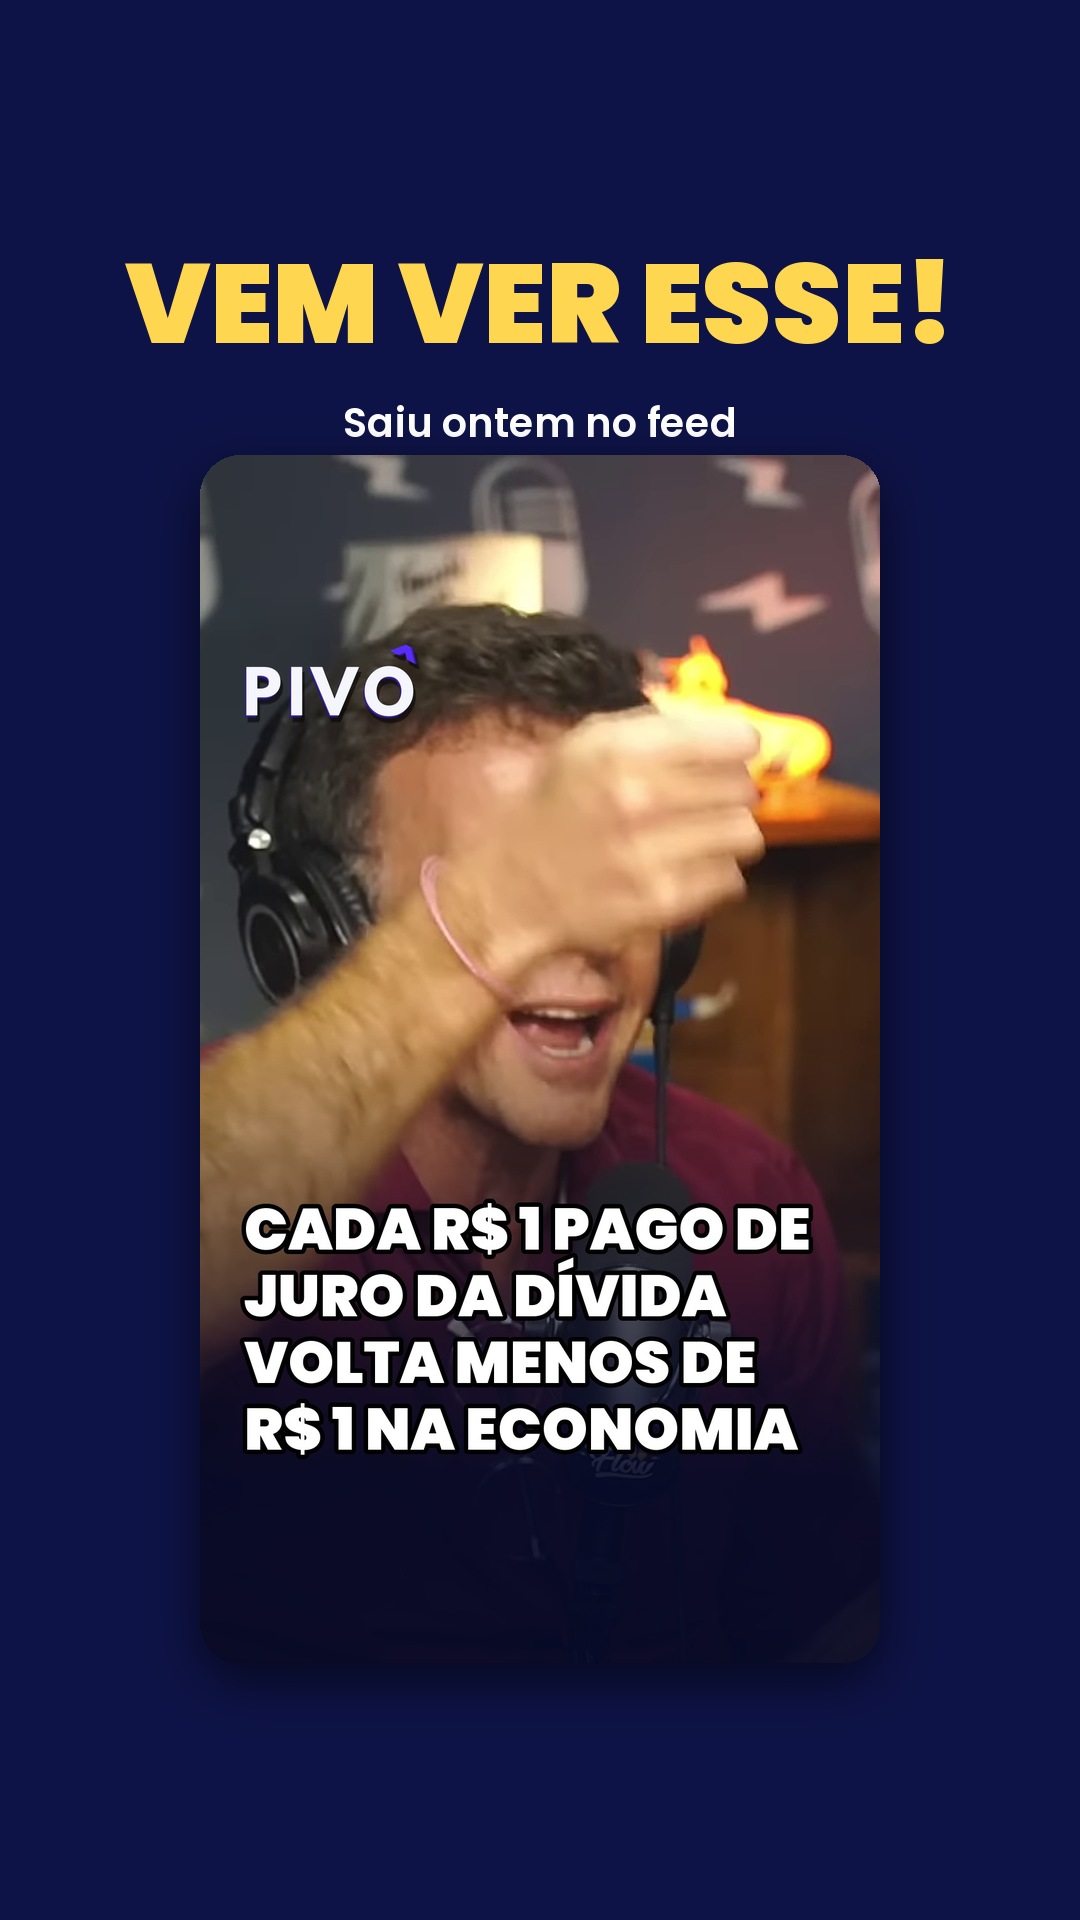 VEM VER ESSE!
Saiu ontem no feed
PIVÔ
CADA R$ 1 PAGO DE
JURO DA DÍVIDA
VOLTA MENOS DE
R$ 1 NA ECONOMIA
Flow